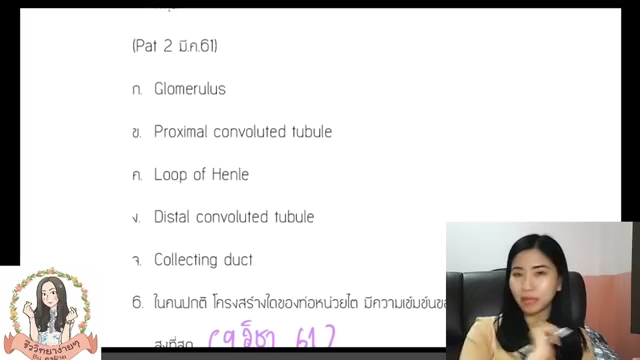 (Pat 2 มี.ค.61)
ก. Glomerulus
ข. Proximal convoluted tubule
ค. Loop of Henle
ง. Distal convoluted tubule
จ. Collecting duct
6. ในคนปกติ โครงสร้างใดของท่อหน่วยไต มีความเข้มข้นขอ
สูงที่สุด (9 วิชา 61)
ชีววิทยาง่ายๆ